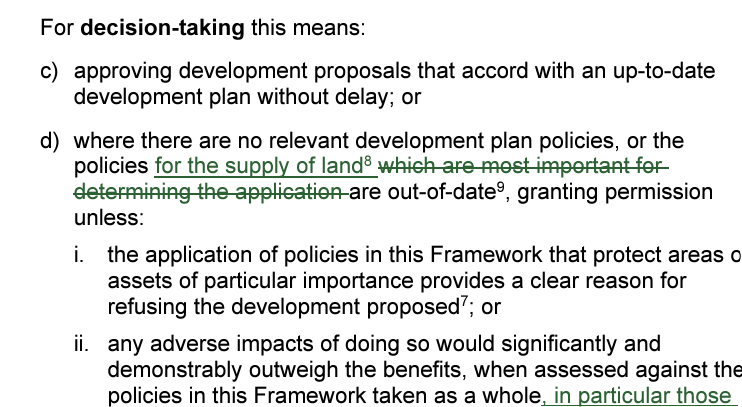 For decision-taking this means:
c) approving development proposals that accord with an up-to-date
development plan without delay; or
d) where there are no relevant development plan policies, or the
policies for the supply of land⁸ which are most important for
determining the application are out-of-date⁹, granting permission
unless:
i. the application of policies in this Framework that protect areas o
assets of particular importance provides a clear reason for
refusing the development proposed⁷; or
ii. any adverse impacts of doing so would significantly and
demonstrably outweigh the benefits, when assessed against the
policies in this Framework taken as a whole, in particular those